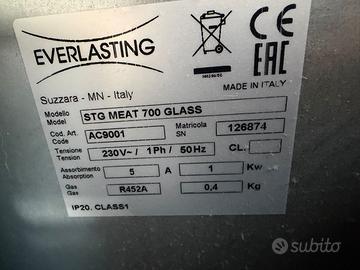 EVERLASTING
CE EAC
Suzzara - MN - Italy
MADE IN ITALY
Modello
Model
STG MEAT 700 GLASS
Cod. Art.
Code
AC9001
Matricola
SN
126874
Tensione
Tension
230V~ / 1Ph / 50Hz
CL.
Assorbimento
Absorption
5 A 1 Kw
Gas
Gas
R452A 0,4 Kg
IP20. CLASS1
subito